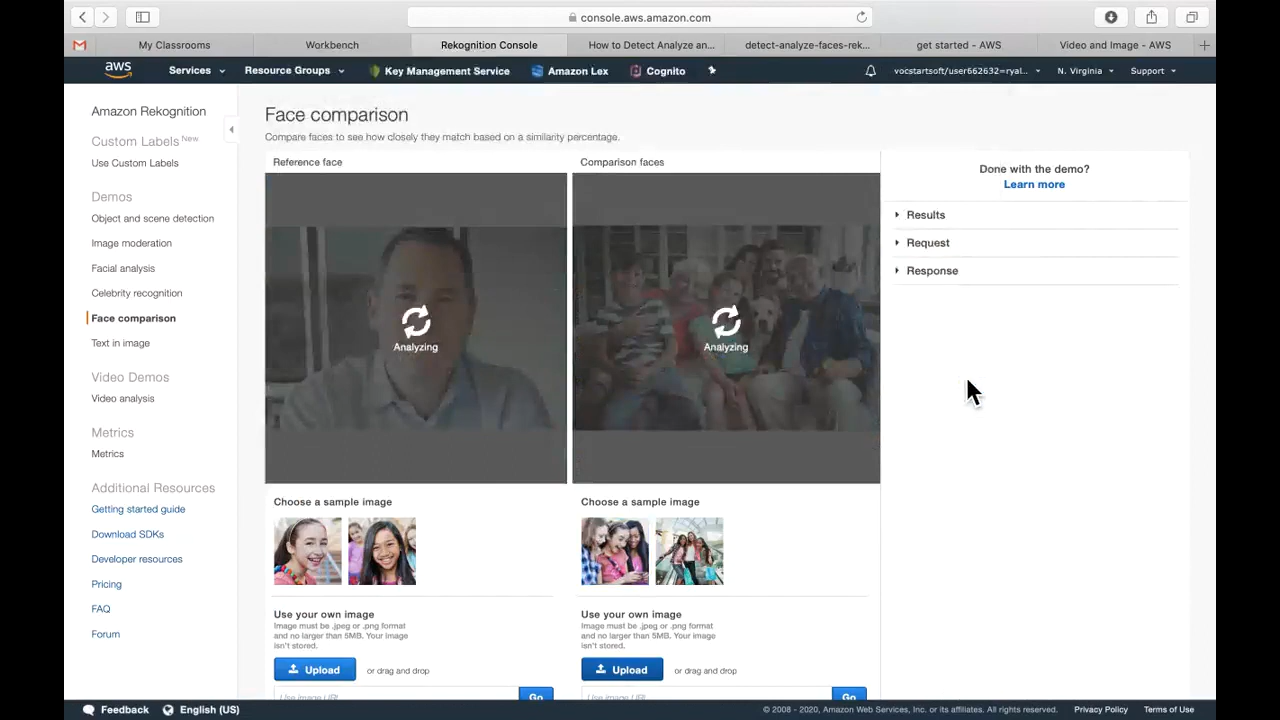 console.aws.amazon.com
My Classrooms
Workbench
Rekognition Console
How to Detect Analyze an...
detect-analyze-faces-rek...
get started - AWS
Video and Image - AWS
aws
Services
Resource Groups
Key Management Service
Amazon Lex
Cognito
vocstartsoft/user662632=ryal...
N. Virginia
Support
Amazon Rekognition
Custom Labels New
Use Custom Labels
Demos
Object and scene detection
Image moderation
Facial analysis
Celebrity recognition
Face comparison
Text in image
Video Demos
Video analysis
Metrics
Metrics
Additional Resources
Getting started guide
Download SDKs
Developer resources
Pricing
FAQ
Forum
Face comparison
Compare faces to see how closely they match based on a similarity percentage.
Reference face
Analyzing
Choose a sample image
Use your own image
Image must be .jpeg or .png format
and no larger than 5MB. Your image
isn't stored.
Upload
or drag and drop
Use image URL
Go
Comparison faces
Analyzing
Choose a sample image
Use your own image
Image must be .jpeg or .png format
and no larger than 5MB. Your image
isn't stored.
Upload
or drag and drop
Use image URL
Go
Done with the demo?
Learn more
Results
Request
Response
Feedback
English (US)
© 2008 - 2020, Amazon Web Services, Inc. or its affiliates. All rights reserved.
Privacy Policy
Terms of Use